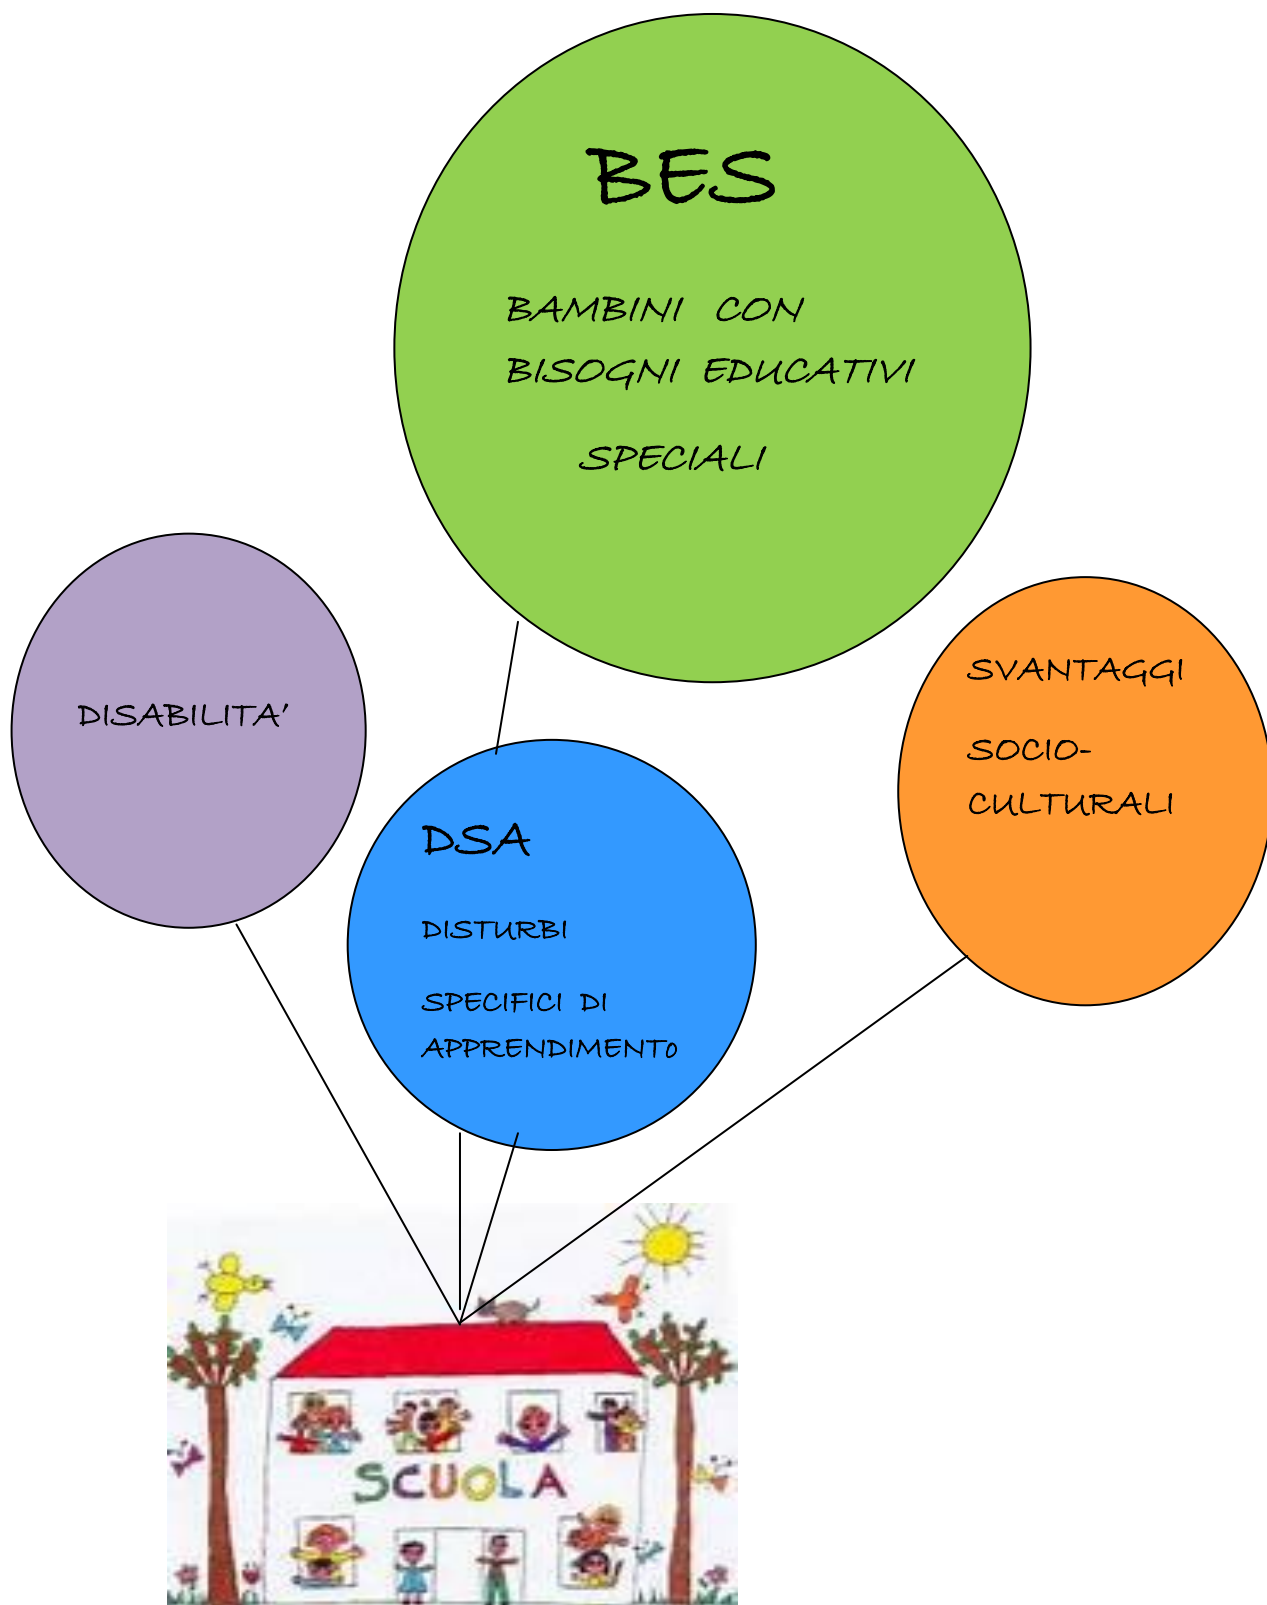 BES
BAMBINI CON
BISOGNI EDUCATIVI
SPECIALI
DISABILITA'
DSA
DISTURBI
SPECIFICI DI
APPRENDIMENTo
SVANTAGGI
SOCIO-
CULTURALI
SCUOLA